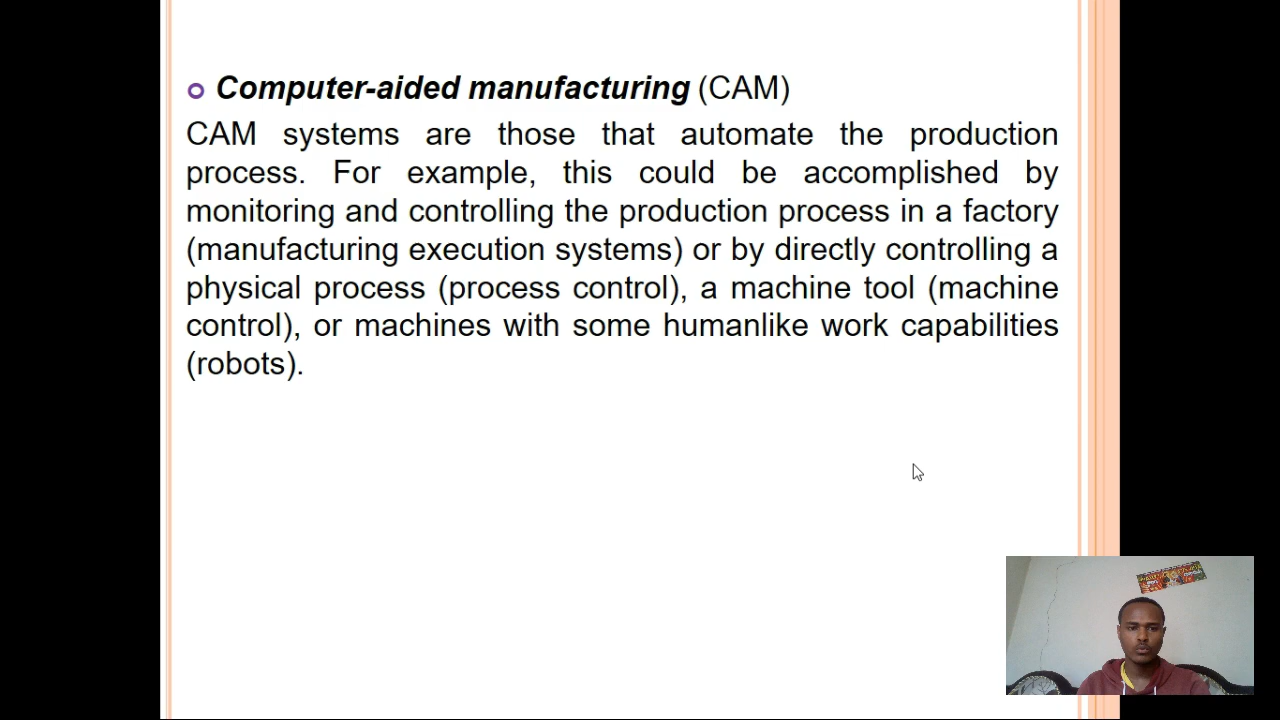 Computer-aided manufacturing (CAM)
CAM systems are those that automate the production
process. For example, this could be accomplished by
monitoring and controlling the production process in a factory
(manufacturing execution systems) or by directly controlling a
physical process (process control), a machine tool (machine
control), or machines with some humanlike work capabilities
(robots).